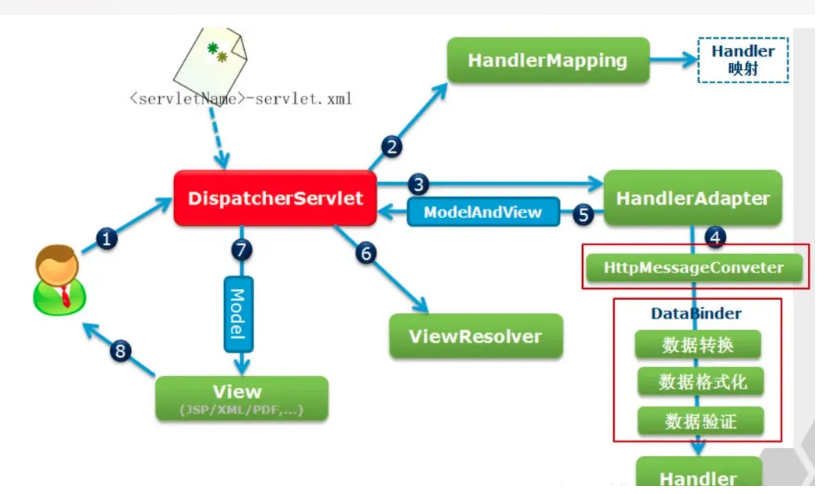 <servletName>-servlet.xml
HandlerMapping
Handler
映射
2
DispatcherServlet
3
HandlerAdapter
ModelAndView
5
1
7
6
4
HttpMessageConveter
Model
DataBinder
ViewResolver
数据转换
8
View
(JSP/XML/PDF,...)
数据格式化
数据验证
Handler